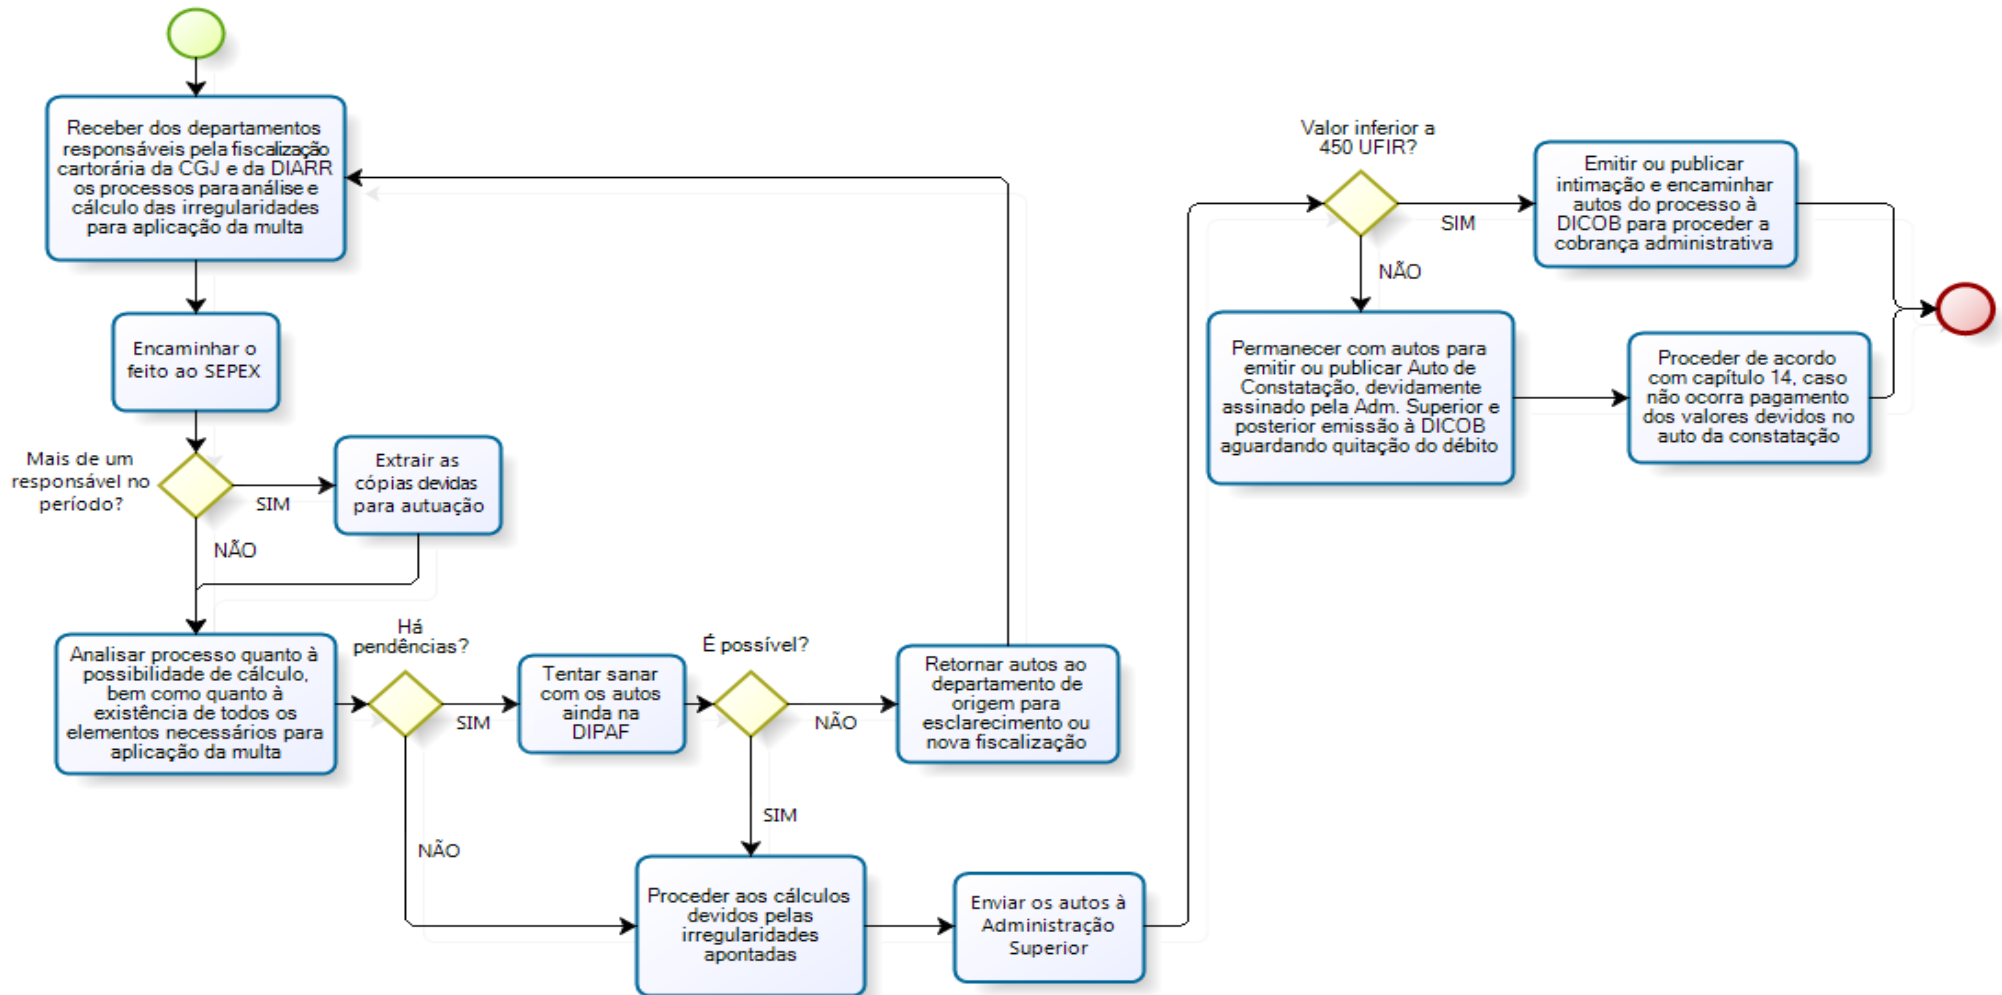 Receber dos departamentos
responsáveis pela fiscalização
cartorária da CGJ e da DIARR
os processos para análise e
cálculo das irregularidades
para aplicação da multa
Encaminhar o
feito ao SEPEX
Mais de um
responsável no
período?
SIM
NÃO
Extrair as
cópias devidas
para autuação
Analisar processo quanto à
possibilidade de cálculo,
bem como quanto à
existência de todos os
elementos necessários para
aplicação da multa
Há
pendências?
SIM
NÃO
Tentar sanar
com os autos
ainda na
DIPAF
É possível?
NÃO
SIM
Retornar autos ao
departamento de
origem para
esclarecimento ou
nova fiscalização
Proceder aos cálculos
devidos pelas
irregularidades
apontadas
Enviar os autos à
Administração
Superior
Valor inferior a
450 UFIR?
SIM
NÃO
Emitir ou publicar
intimação e encaminhar
autos do processo à
DICOB para proceder a
cobrança administrativa
Permanecer com autos para
emitir ou publicar Auto de
Constatação, devidamente
assinado pela Adm. Superior e
posterior emissão à DICOB
aguardando quitação do débito
Proceder de acordo
com capítulo 14, caso
não ocorra pagamento
dos valores devidos no
auto da constatação